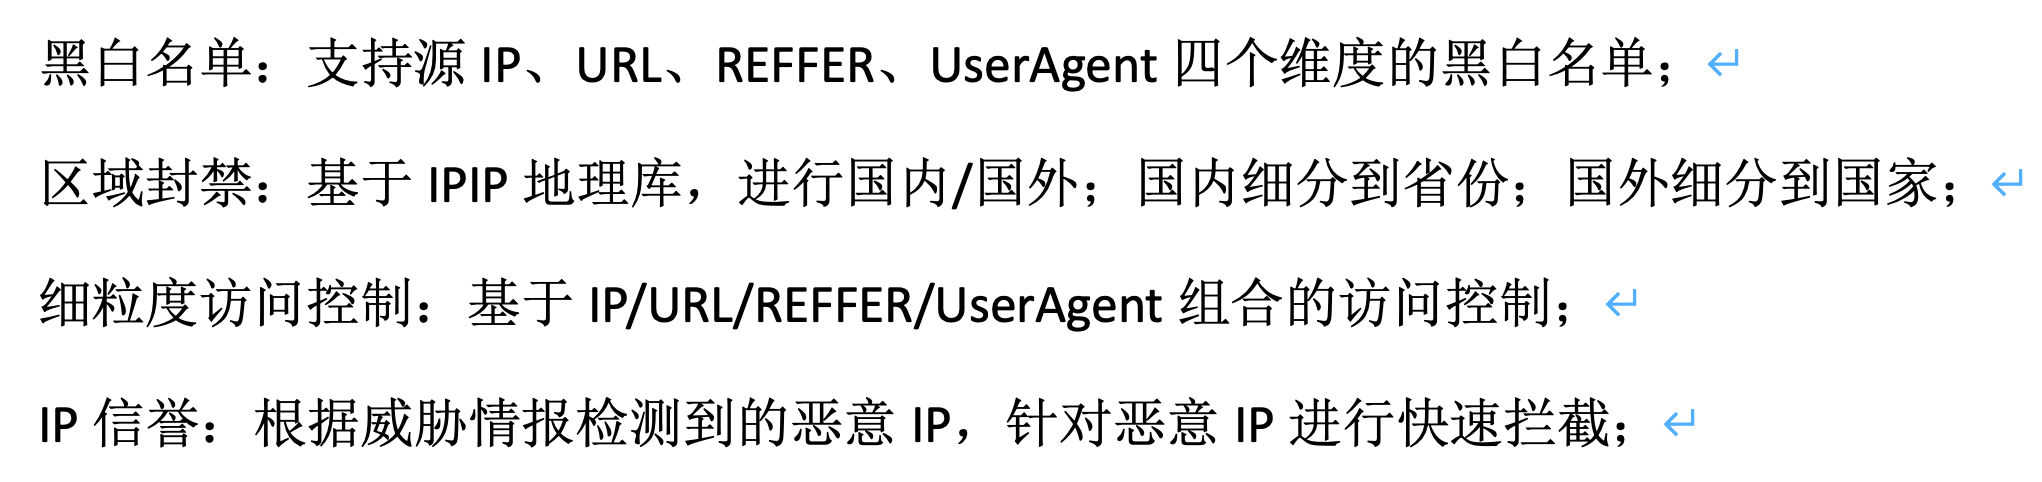 黑白名单：支持源 IP、URL、REFFER、UserAgent 四个维度的黑白名单；
区域封禁：基于 IPIP 地理库，进行国内/国外；国内细分到省份；国外细分到国家；
细粒度访问控制：基于 IP/URL/REFFER/UserAgent 组合的访问控制；
IP 信誉：根据威胁情报检测到的恶意 IP，针对恶意 IP 进行快速拦截；